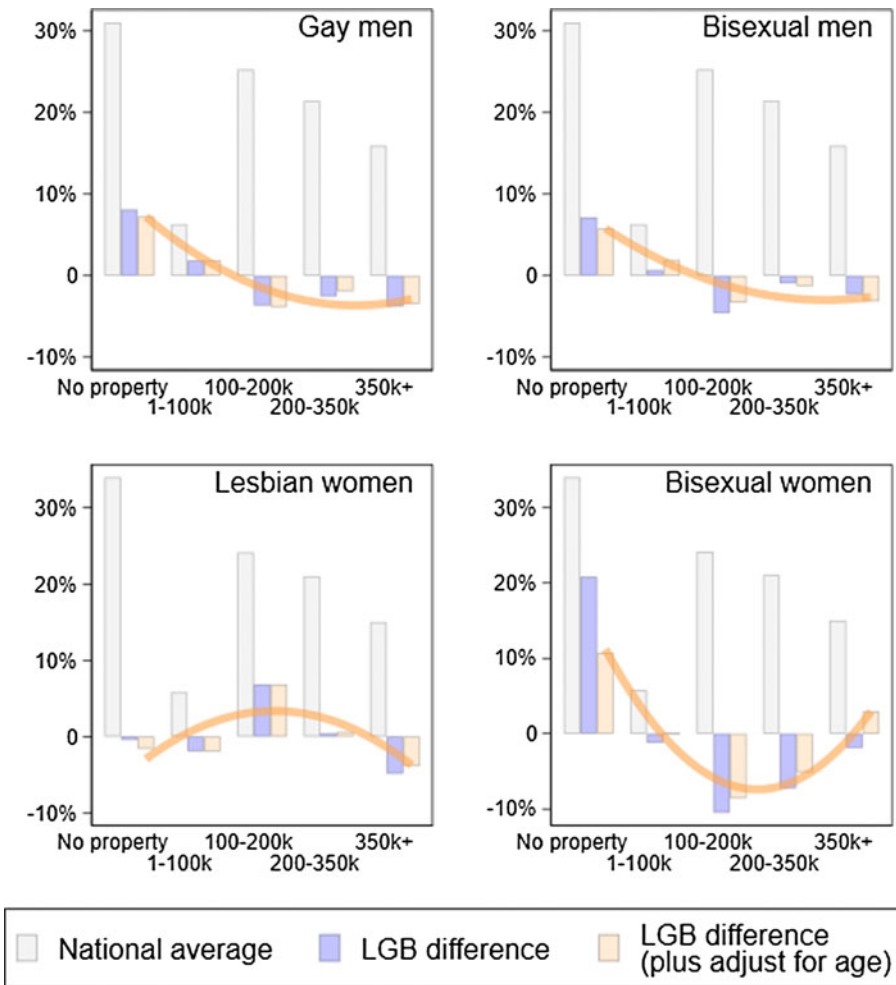 Gay men
30%
20%
10%
0
-10%
No property 100-200k 350k+
1-100k 200-350k
Bisexual men
30%
20%
10%
0
-10%
No property 100-200k 350k+
1-100k 200-350k
Lesbian women
30%
20%
10%
0
-10%
No property 100-200k 350k+
1-100k 200-350k
Bisexual women
30%
20%
10%
0
-10%
No property 100-200k 350k+
1-100k 200-350k
National average
LGB difference
LGB difference
(plus adjust for age)